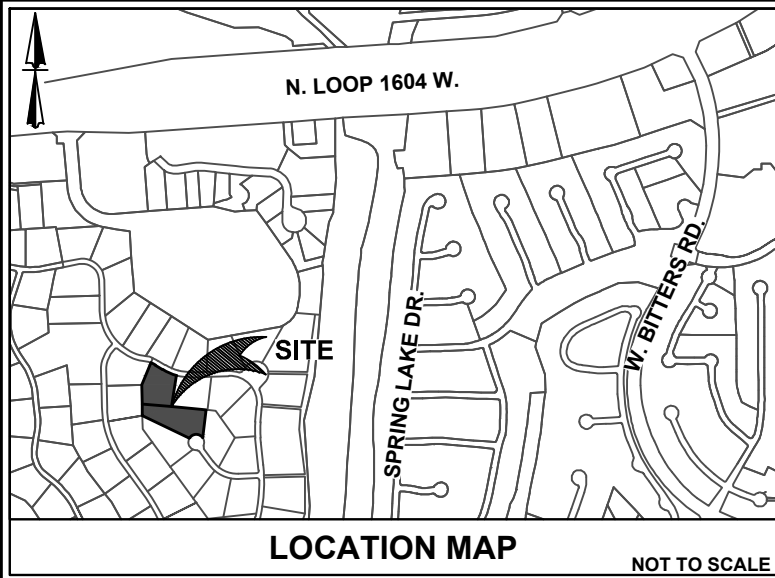 N. LOOP 1604 W.
SPRING LAKE DR.
W. BITTERS RD.
SITE
LOCATION MAP
NOT TO SCALE